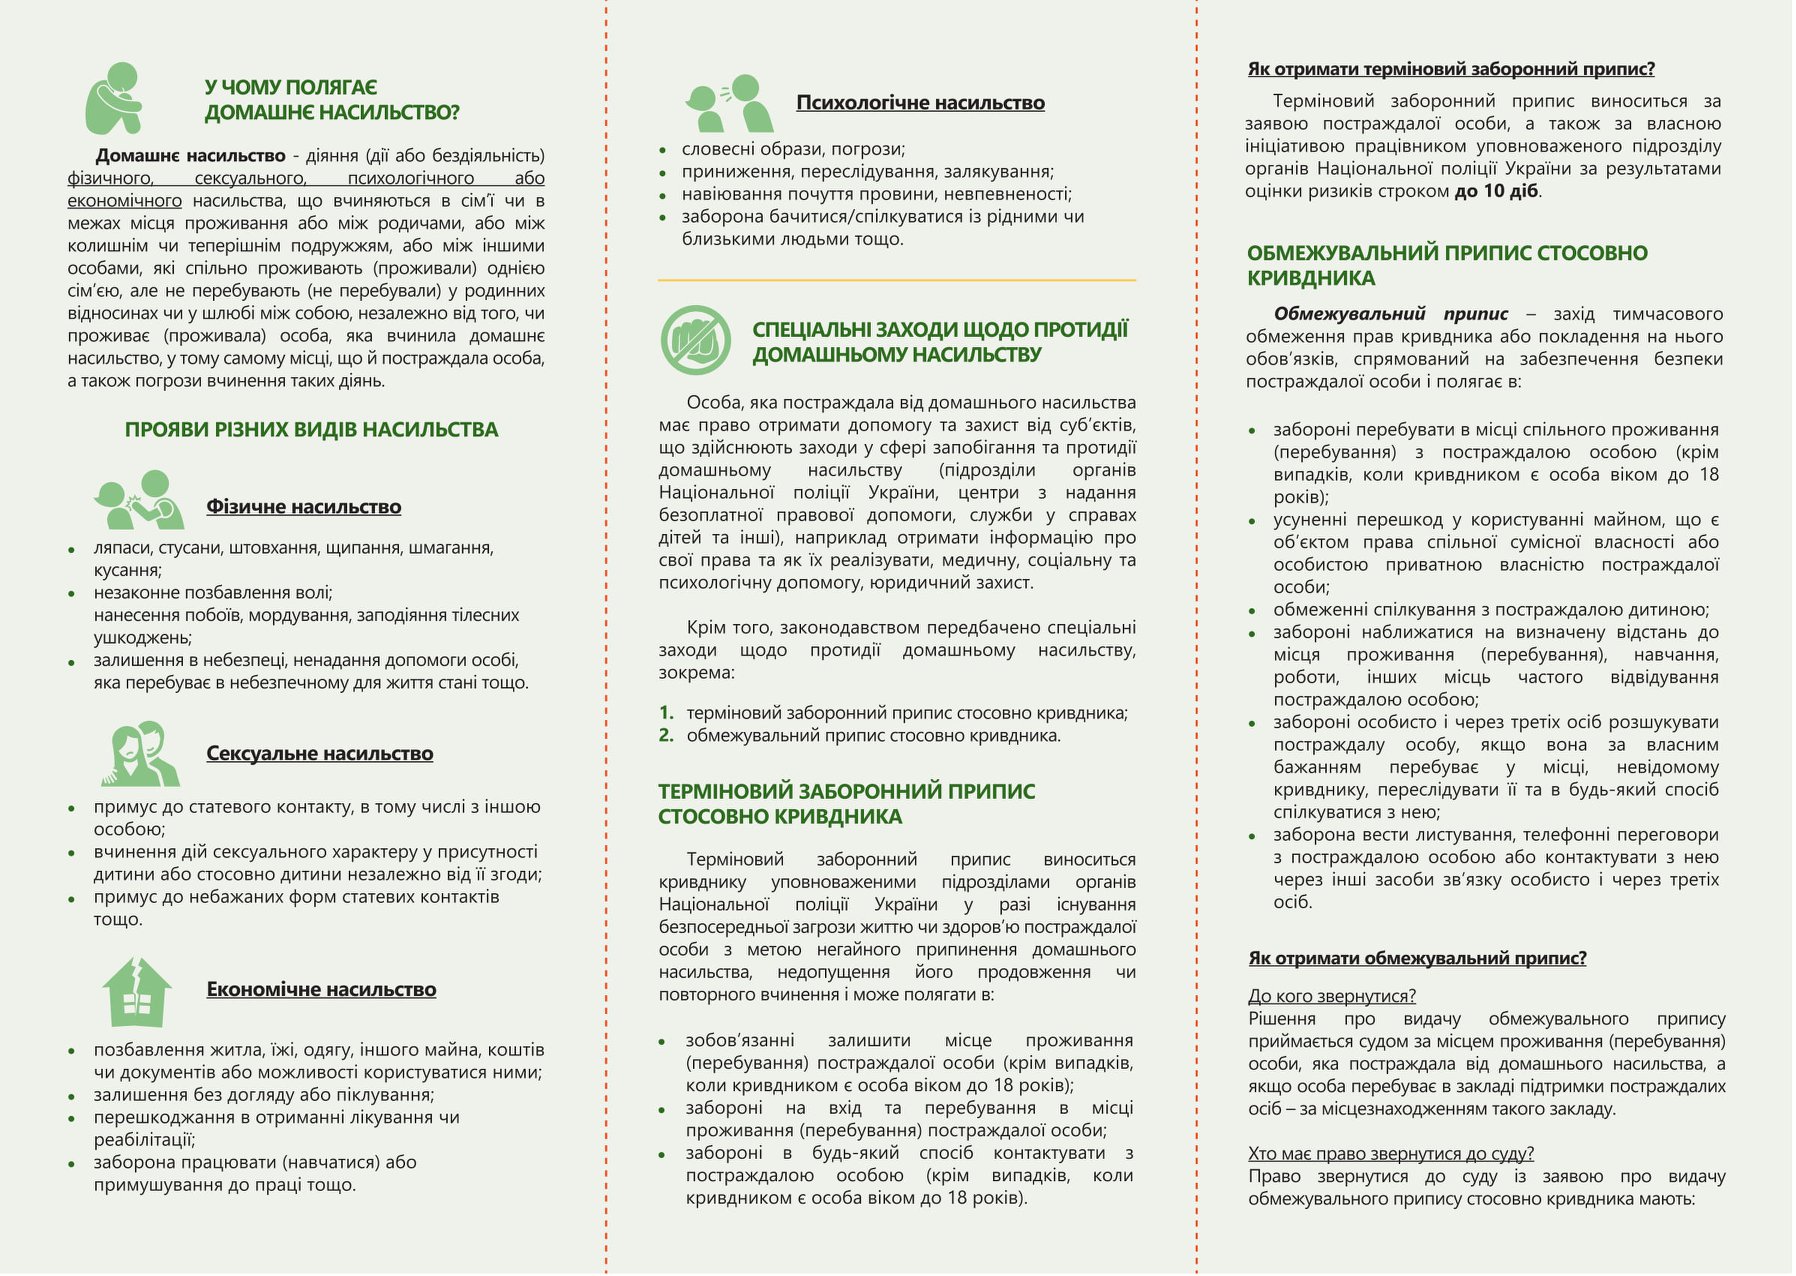 У ЧОМУ ПОЛЯГАЄ
ДОМАШНЄ НАСИЛЬСТВО?
Домашнє насильство - діяння (дії або бездіяльність)
фізичного, сексуального, психологічного або
економічного насильства, що вчиняються в сім’ї чи в
межах місця проживання або між родичами, або між
колишнім чи теперішнім подружжям, або між іншими
особами, які спільно проживають (проживали) однією
сім’єю, але не перебувають (не перебували) у родинних
відносинах чи у шлюбі між собою, незалежно від того, чи
проживає (проживала) особа, яка вчинила домашнє
насильство, у тому самому місці, що й постраждала особа,
а також погрози вчинення таких діянь.
ПРОЯВИ РІЗНИХ ВИДІВ НАСИЛЬСТВА
Фізичне насильство
• ляпаси, стусани, штовхання, щипання, шмагання,
кусання;
• незаконне позбавлення волі;
нанесення побоїв, мордування, заподіяння тілесних
ушкоджень;
• залишення в небезпеці, ненадання допомоги особі,
яка перебуває в небезпечному для життя стані тощо.
Сексуальне насильство
• примус до статевого контакту, в тому числі з іншою
особою;
• вчинення дій сексуального характеру у присутності
дитини або стосовно дитини незалежно від її згоди;
• примус до небажаних форм статевих контактів
тощо.
Економічне насильство
• позбавлення житла, їжі, одягу, іншого майна, коштів
чи документів або можливості користуватися ними;
• залишення без догляду або піклування;
• перешкоджання в отриманні лікування чи
реабілітації;
• заборона працювати (навчатися) або
примушування до праці тощо.
Психологічне насильство
• словесні образи, погрози;
• приниження, переслідування, залякування;
• навіювання почуття провини, невпевненості;
• заборона бачитися/спілкуватися із рідними чи
близькими людьми тощо.
СПЕЦІАЛЬНІ ЗАХОДИ ЩОДО ПРОТИДІЇ
ДОМАШНЬОМУ НАСИЛЬСТВУ
Особа, яка постраждала від домашнього насильства
має право отримати допомогу та захист від суб’єктів,
що здійснюють заходи у сфері запобігання та протидії
домашньому насильству (підрозділи органів
Національної поліції України, центри з надання
безоплатної правової допомоги, служби у справах
дітей та інші), наприклад отримати інформацію про
свої права та як їх реалізувати, медичну, соціальну та
психологічну допомогу, юридичний захист.
Крім того, законодавством передбачено спеціальні
заходи щодо протидії домашньому насильству,
зокрема:
1. терміновий заборонний припис стосовно кривдника;
2. обмежувальний припис стосовно кривдника.
ТЕРМІНОВИЙ ЗАБОРОННИЙ ПРИПИС
СТОСОВНО КРИВДНИКА
Терміновий заборонний припис виноситься
кривднику уповноваженими підрозділами органів
Національної поліції України у разі існування
безпосередньої загрози життю чи здоров’ю постраждалої
особи з метою негайного припинення домашнього
насильства, недопущення його продовження чи
повторного вчинення і може полягати в:
• зобов’язанні залишити місце проживання
(перебування) постраждалої особи (крім випадків,
коли кривдником є особа віком до 18 років);
• забороні на вхід та перебування в місці
проживання (перебування) постраждалої особи;
• забороні в будь-який спосіб контактувати з
постраждалою особою (крім випадків, коли
кривдником є особа віком до 18 років).
Як отримати терміновий заборонний припис?
Терміновий заборонний припис виноситься за
заявою постраждалої особи, а також за власною
ініціативою працівником уповноваженого підрозділу
органів Національної поліції України за результатами
оцінки ризиків строком до 10 діб.
ОБМЕЖУВАЛЬНИЙ ПРИПИС СТОСОВНО
КРИВДНИКА
Обмежувальний припис – захід тимчасового
обмеження прав кривдника або покладення на нього
обов’язків, спрямований на забезпечення безпеки
постраждалої особи і полягає в:
• забороні перебувати в місці спільного проживання
(перебування) з постраждалою особою (крім
випадків, коли кривдником є особа віком до 18
років);
• усуненні перешкод у користуванні майном, що є
об’єктом права спільної сумісної власності або
особистою приватною власністю постраждалої
особи;
• обмеженні спілкування з постраждалою дитиною;
• забороні наближатися на визначену відстань до
місця проживання (перебування), навчання,
роботи, інших місць частого відвідування
постраждалою особою;
• забороні особисто і через третіх осіб розшукувати
постраждалу особу, якщо вона за власним
бажанням перебуває у місці, невідомому
кривднику, переслідувати її та в будь-який спосіб
спілкуватися з нею;
• заборона вести листування, телефонні переговори
з постраждалою особою або контактувати з нею
через інші засоби зв’язку особисто і через третіх
осіб.
Як отримати обмежувальний припис?
До кого звернутися?
Рішення про видачу обмежувального припису
приймається судом за місцем проживання (перебування)
особи, яка постраждала від домашнього насильства, а
якщо особа перебуває в закладі підтримки постраждалих
осіб – за місцезнаходженням такого закладу.
Хто має право звернутися до суду?
Право звернутися до суду із заявою про видачу
обмежувального припису стосовно кривдника мають: